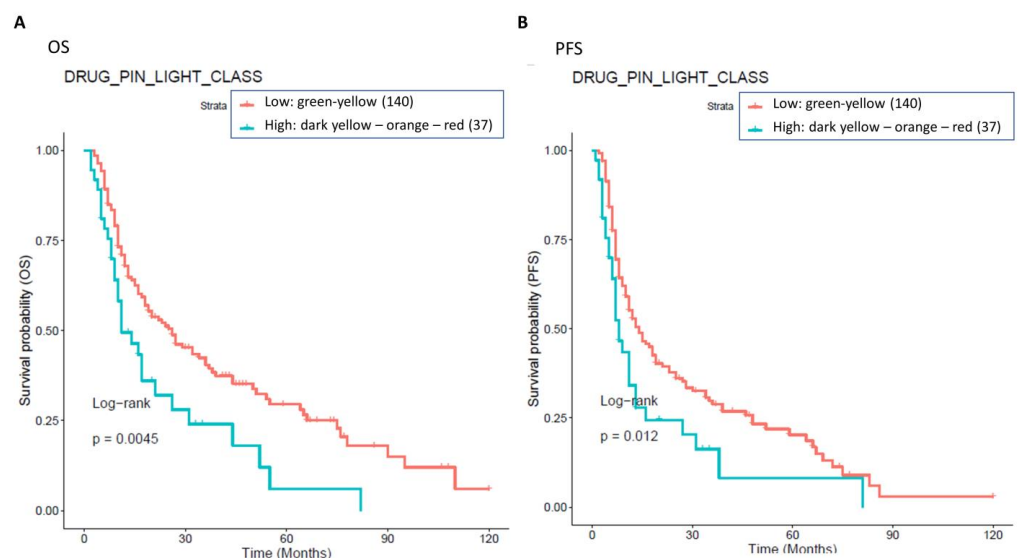 A
OS
DRUG_PIN_LIGHT_CLASS
Strata
Low: green-yellow (140)
High: dark yellow – orange – red (37)
1.00
0.75
0.50
0.25
0.00
Survival probability (OS)
Log-rank
p = 0.0045
0 30 60 90 120
Time (Months)
B
PFS
DRUG_PIN_LIGHT_CLASS
Strata
Low: green-yellow (140)
High: dark yellow – orange – red (37)
1.00
0.75
0.50
0.25
0.00
Survival probability (PFS)
Log-rank
p = 0.012
0 30 60 90 120
Time (Months)